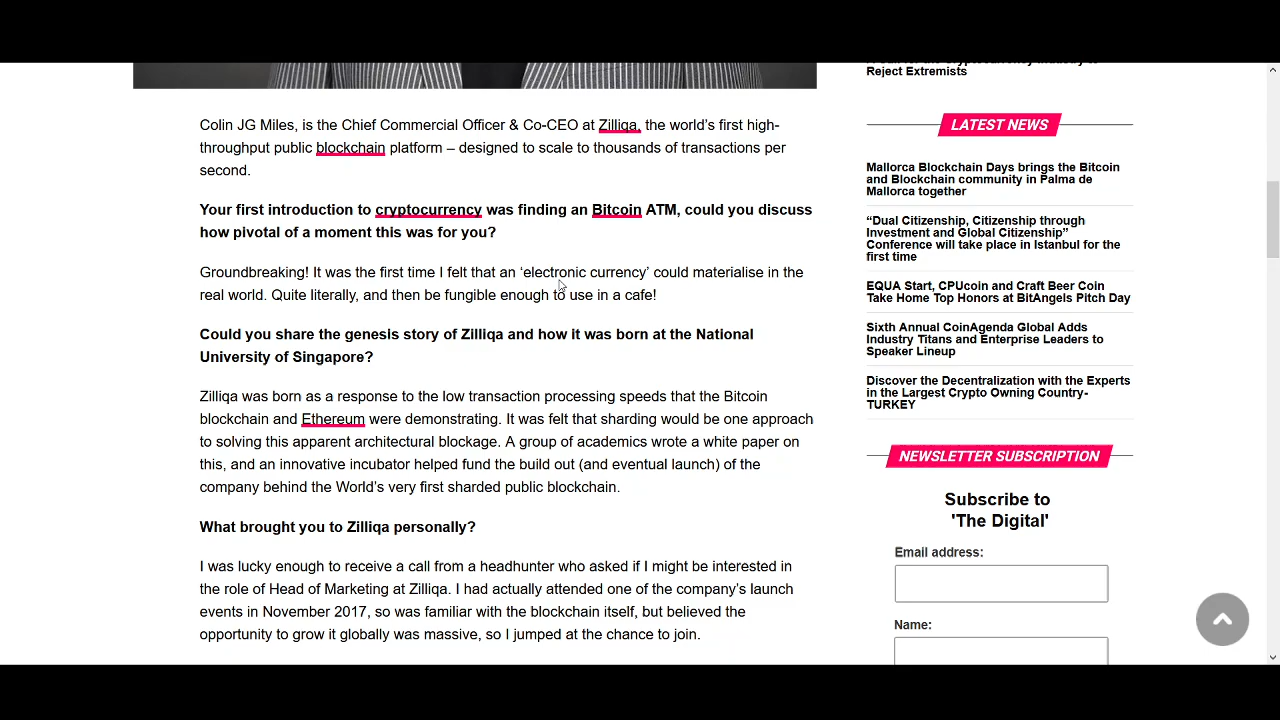 Colin JG Miles, is the Chief Commercial Officer & Co-CEO at Zilliqa, the world’s first high-
throughput public blockchain platform – designed to scale to thousands of transactions per
second.
Your first introduction to cryptocurrency was finding an Bitcoin ATM, could you discuss
how pivotal of a moment this was for you?
Groundbreaking! It was the first time I felt that an ‘electronic currency’ could materialise in the
real world. Quite literally, and then be fungible enough to use in a cafe!
Could you share the genesis story of Zilliqa and how it was born at the National
University of Singapore?
Zilliqa was born as a response to the low transaction processing speeds that the Bitcoin
blockchain and Ethereum were demonstrating. It was felt that sharding would be one approach
to solving this apparent architectural blockage. A group of academics wrote a white paper on
this, and an innovative incubator helped fund the build out (and eventual launch) of the
company behind the World’s very first sharded public blockchain.
What brought you to Zilliqa personally?
I was lucky enough to receive a call from a headhunter who asked if I might be interested in
the role of Head of Marketing at Zilliqa. I had actually attended one of the company’s launch
events in November 2017, so was familiar with the blockchain itself, but believed the
opportunity to grow it globally was massive, so I jumped at the chance to join.
Reject Extremists
LATEST NEWS
Mallorca Blockchain Days brings the Bitcoin
and Blockchain community in Palma de
Mallorca together
“Dual Citizenship, Citizenship through
Investment and Global Citizenship”
Conference will take place in Istanbul for the
first time
EQUA Start, CPUcoin and Craft Beer Coin
Take Home Top Honors at BitAngels Pitch Day
Sixth Annual CoinAgenda Global Adds
Industry Titans and Enterprise Leaders to
Speaker Lineup
Discover the Decentralization with the Experts
in the Largest Crypto Owning Country-
TURKEY
NEWSLETTER SUBSCRIPTION
Subscribe to
'The Digital'
Email address:
Name: